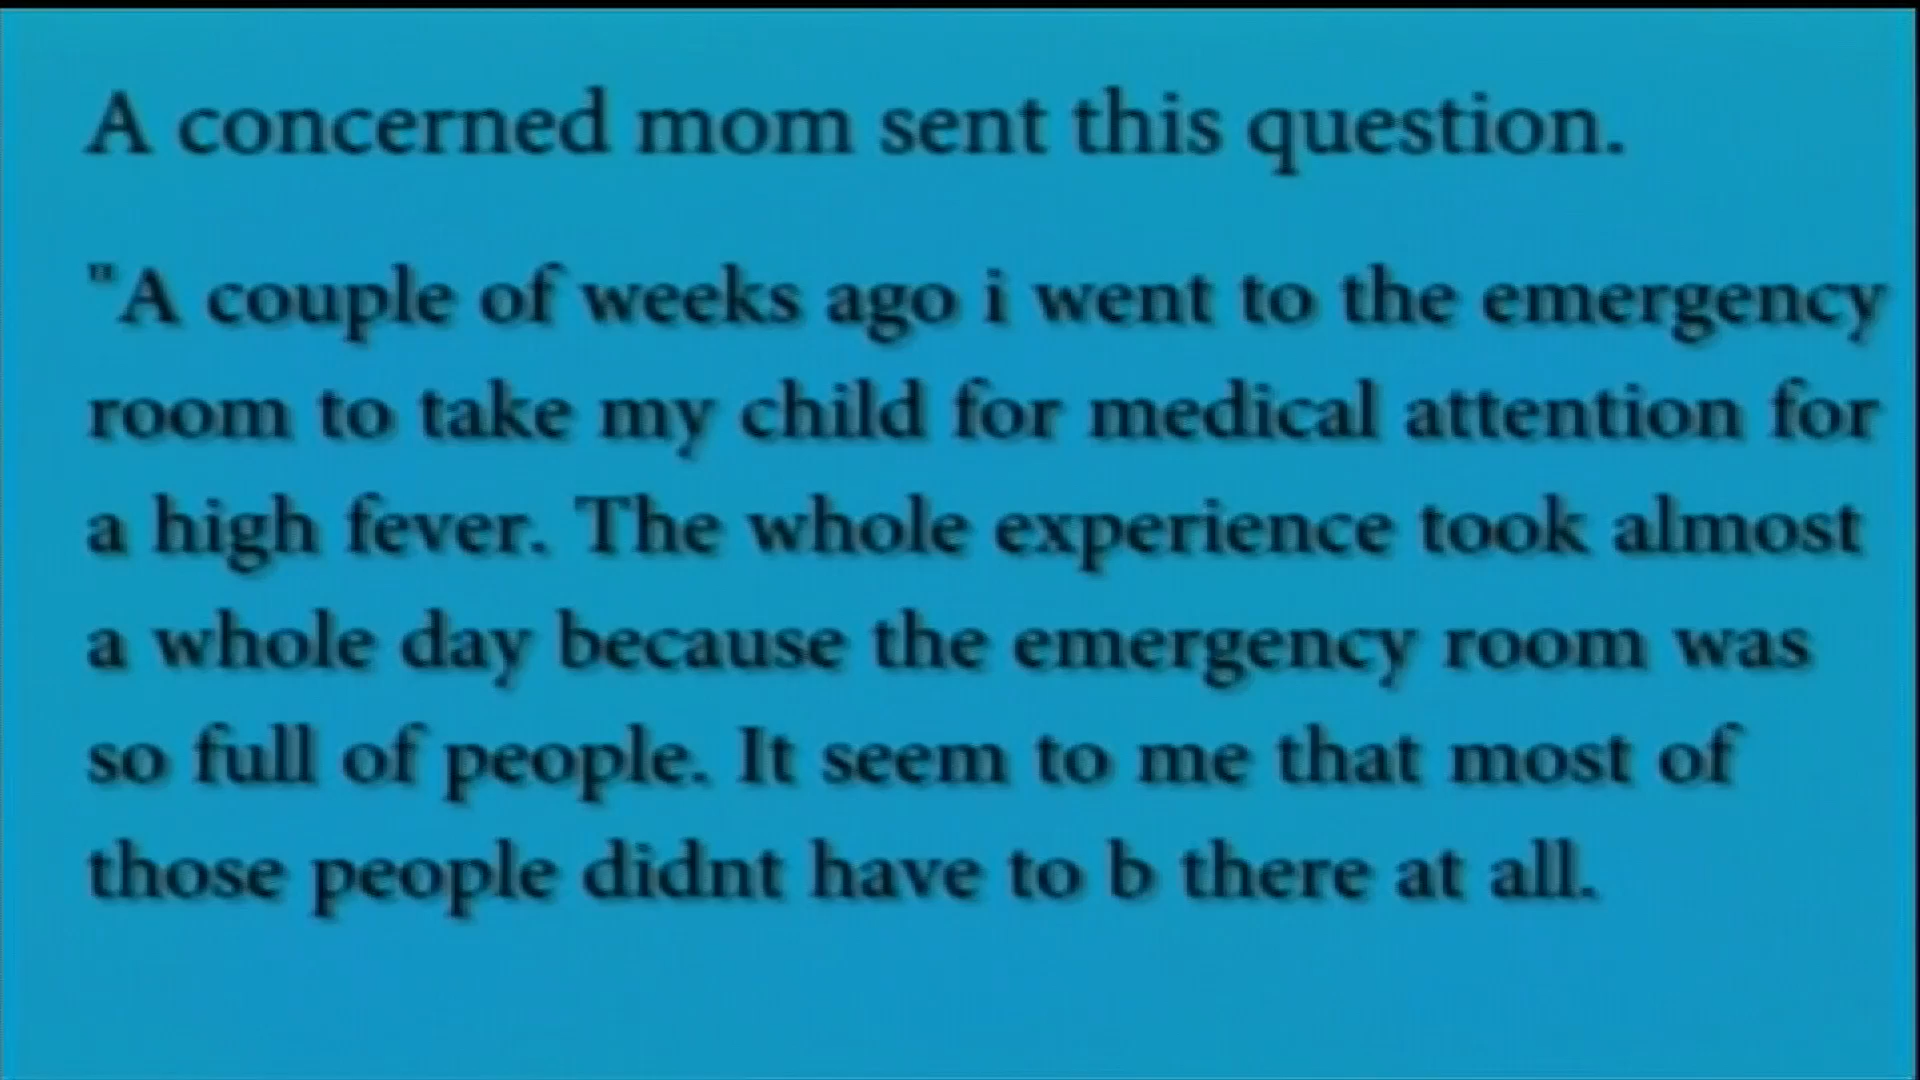 A concerned mom sent this question.
"A couple of weeks ago i went to the emergency
room to take my child for medical attention for
a high fever. The whole experience took almost
a whole day because the emergency room was
so full of people. It seem to me that most of
those people didnt have to b there at all.